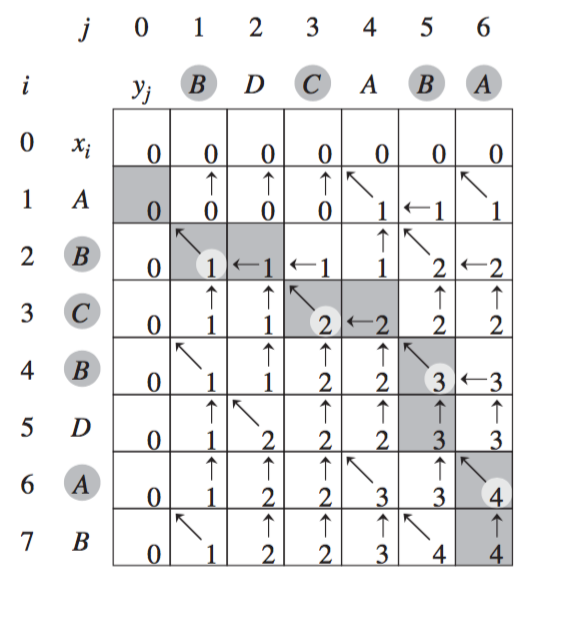 j 0 1 2 3 4 5 6
i yj B D C A B A
0 xi 0 0 0 0 0 0 0
1 A 0 ↑0 ↑0 ↑0 ↖1 ←1 ↖1
2 B 0 ↖1 ←1 ←1 ↑1 ↖2 ←2
3 C 0 ↑1 ↑1 ↖2 ←2 ↑2 ↑2
4 B 0 ↖1 ↑1 ↑2 ↑2 ↖3 ←3
5 D 0 ↑1 ↖2 ↑2 ↑2 ↑3 ↑3
6 A 0 ↑1 ↑2 ↑2 ↖3 ↑3 ↖4
7 B 0 ↖1 ↑2 ↑2 ↑3 ↖4 ↑4